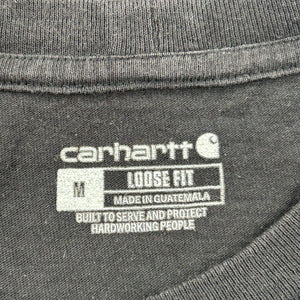 carhartt
M LOOSE FIT
MADE IN GUATEMALA
BUILT TO SERVE AND PROTECT
HARDWORKING PEOPLE